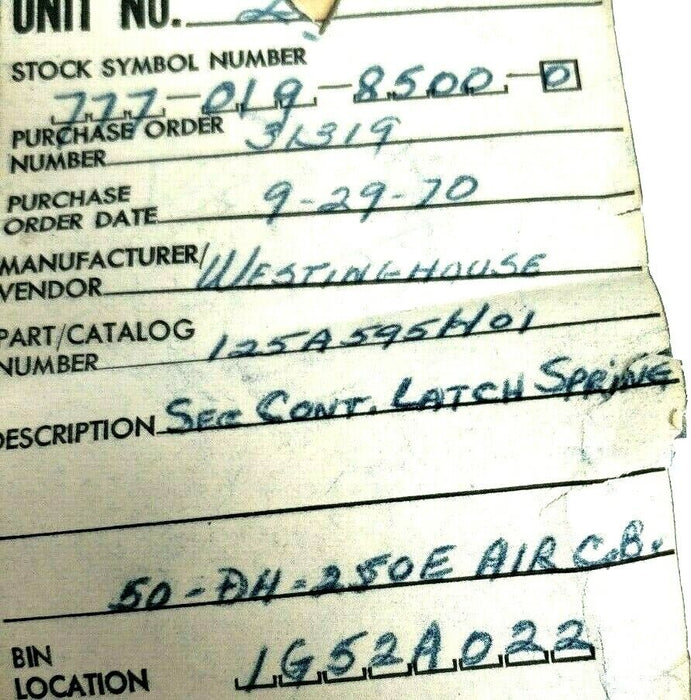 UNIT NO.
STOCK SYMBOL NUMBER
777-019-8500-0
PURCHASE ORDER NUMBER 31319
PURCHASE ORDER DATE 9-29-70
MANUFACTURER/VENDOR WESTINGHOUSE
PART/CATALOG NUMBER 125A595H01
DESCRIPTION SEC CONT. LATCH SPRING
50-DH-250E AIR C.B.
BIN LOCATION 1G52A022